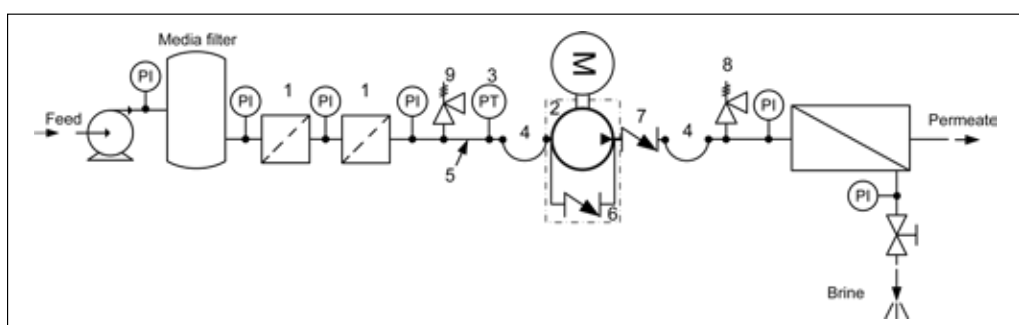 Media filter
PI
M
9
3
8
PI
1
PI
1
PI
PT
2
7
PI
Feed
4
4
Permeate
5
6
PI
Brine